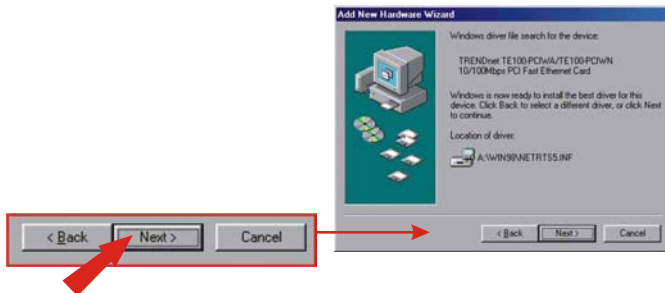 Add New Hardware Wizard
Windows driver file search for the device:
TRENDnet TE100-PCIW/A/TE100-PCIWN
10/100Mbps PCI Fast Ethernet Card
Windows is now ready to install the best driver for this
device. Click Back to select a different driver, or click Next
to continue.
Location of driver:
A:\WIN98\NETRTS5.INF
< Back Next > Cancel
< Back Next > Cancel